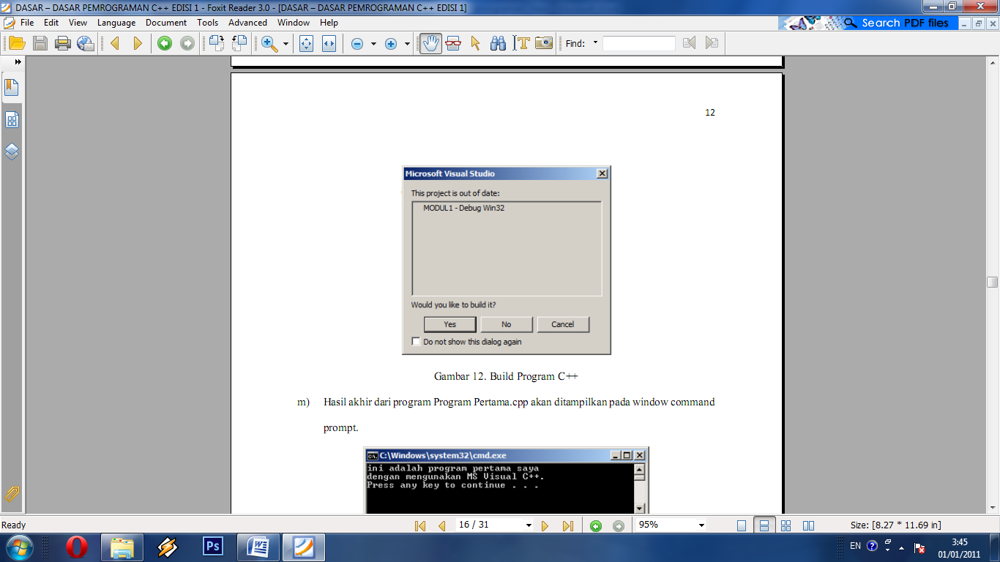 DASAR – DASAR PEMROGRAMAN C++ EDISI 1 - Foxit Reader 3.0 - [DASAR – DASAR PEMROGRAMAN C++ EDISI 1]
File Edit View Language Document Tools Advanced Window Help
Search PDF files
Find:
12
Microsoft Visual Studio
This project is out of date:
MODUL1 - Debug Win32
Would you like to build it?
Yes No Cancel
Do not show this dialog again
Gambar 12. Build Program C++
m) Hasil akhir dari program Program Pertama.cpp akan ditampilkan pada window command
prompt.
C:\Windows\system32\cmd.exe
ini adalah program pertama saya
dengan mengunakan MS Visual C++.
Press any key to continue . . .
Ready 16 / 31 95% Size: [8.27 * 11.69 in]
Ps W EN 3:45
01/01/2011